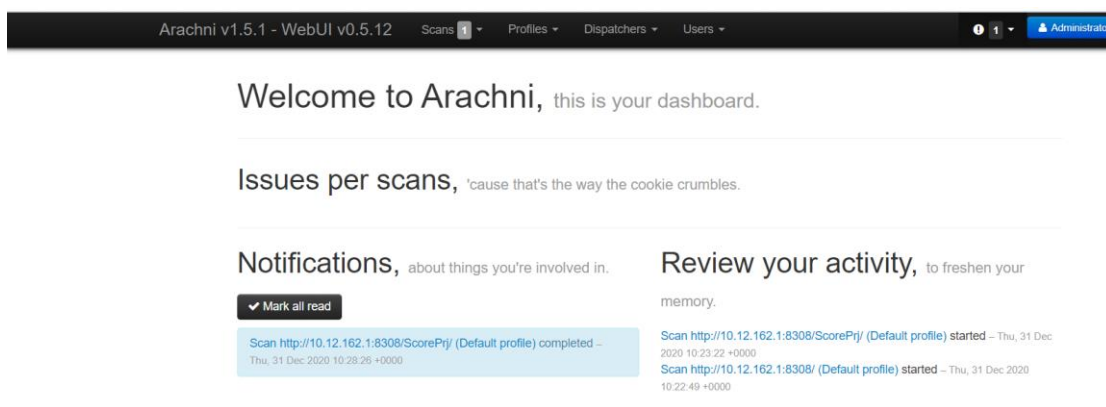 Arachni v1.5.1 - WebUI v0.5.12 Scans 1 Profiles Dispatchers Users 1 Administrato
Welcome to Arachni, this is your dashboard.
Issues per scans, 'cause that's the way the cookie crumbles.
Notifications, about things you're involved in.
Mark all read
Scan http://10.12.162.1:8308/ScorePrj/ (Default profile) completed –
Thu, 31 Dec 2020 10:28:26 +0000
Review your activity, to freshen your
memory.
Scan http://10.12.162.1:8308/ScorePrj/ (Default profile) started – Thu, 31 Dec
2020 10:23:22 +0000
Scan http://10.12.162.1:8308/ (Default profile) started – Thu, 31 Dec 2020
10:22:49 +0000